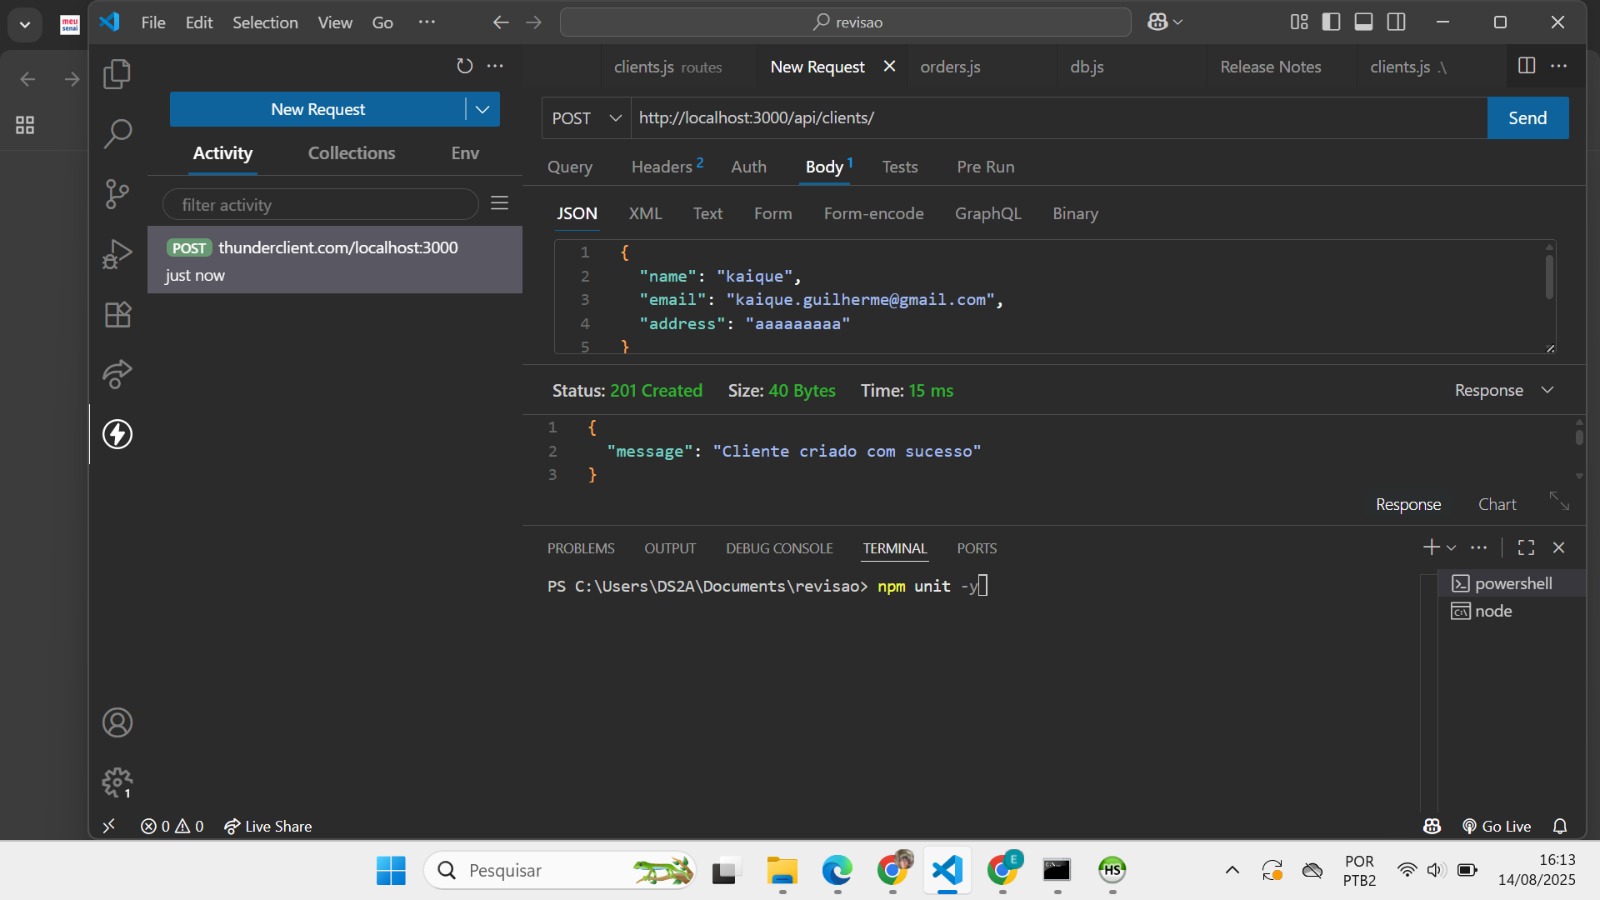 meu
senai
File Edit Selection View Go ···
revisao
clients.js routes
New Request
orders.js
db.js
Release Notes
clients.js .\
New Request
Activity Collections Env
filter activity
POST thunderclient.com/localhost:3000
just now
POST http://localhost:3000/api/clients/ Send
Query Headers 2 Auth Body 1 Tests Pre Run
JSON XML Text Form Form-encode GraphQL Binary
1 {
2 "name": "kaique",
3 "email": "kaique.guilherme@gmail.com",
4 "address": "aaaaaaaaa"
5 }
Status: 201 Created Size: 40 Bytes Time: 15 ms Response
1 {
2 "message": "Cliente criado com sucesso"
3 }
Response Chart
PROBLEMS OUTPUT DEBUG CONSOLE TERMINAL PORTS
PS C:\Users\DS2A\Documents\revisao> npm unit -y
powershell
node
1
0 0 Live Share
Go Live
Pesquisar
E
HS
POR
PTB2
16:13
14/08/2025